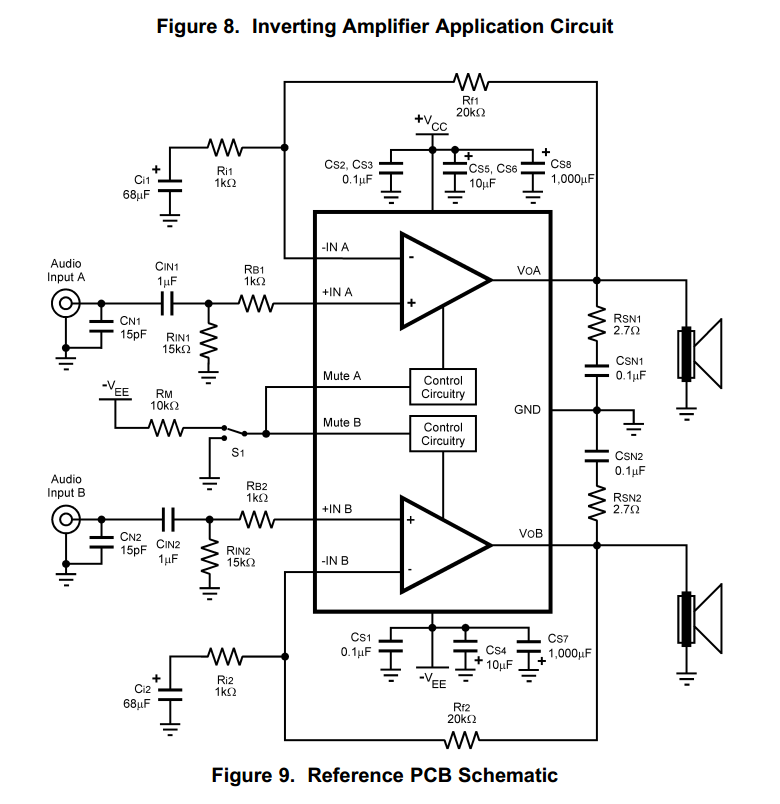 Figure 8. Inverting Amplifier Application Circuit
Rf1
20kΩ
+VCC
Ri1
1kΩ
Ci1
68µF
+
CS2, CS3
0.1µF
+
CS5, CS6
10µF
+
CS8
1,000µF
-IN A
-
Audio
Input A
CIN1
1µF
RB1
1kΩ
+IN A
+
VOA
CN1
15pF
RIN1
15kΩ
RSN1
2.7Ω
CSN1
0.1µF
-VEE
RM
10kΩ
Mute A
Control
Circuitry
GND
Mute B
Control
Circuitry
S1
CSN2
0.1µF
RSN2
2.7Ω
Audio
Input B
RB2
1kΩ
+IN B
+
CN2
15pF
CIN2
1µF
RIN2
15kΩ
VOB
-IN B
-
CS1
0.1µF
CS4
+ 10µF
CS7
1,000µF
+
-VEE
+
Ci2
68µF
Ri2
1kΩ
Rf2
20kΩ
Figure 9. Reference PCB Schematic